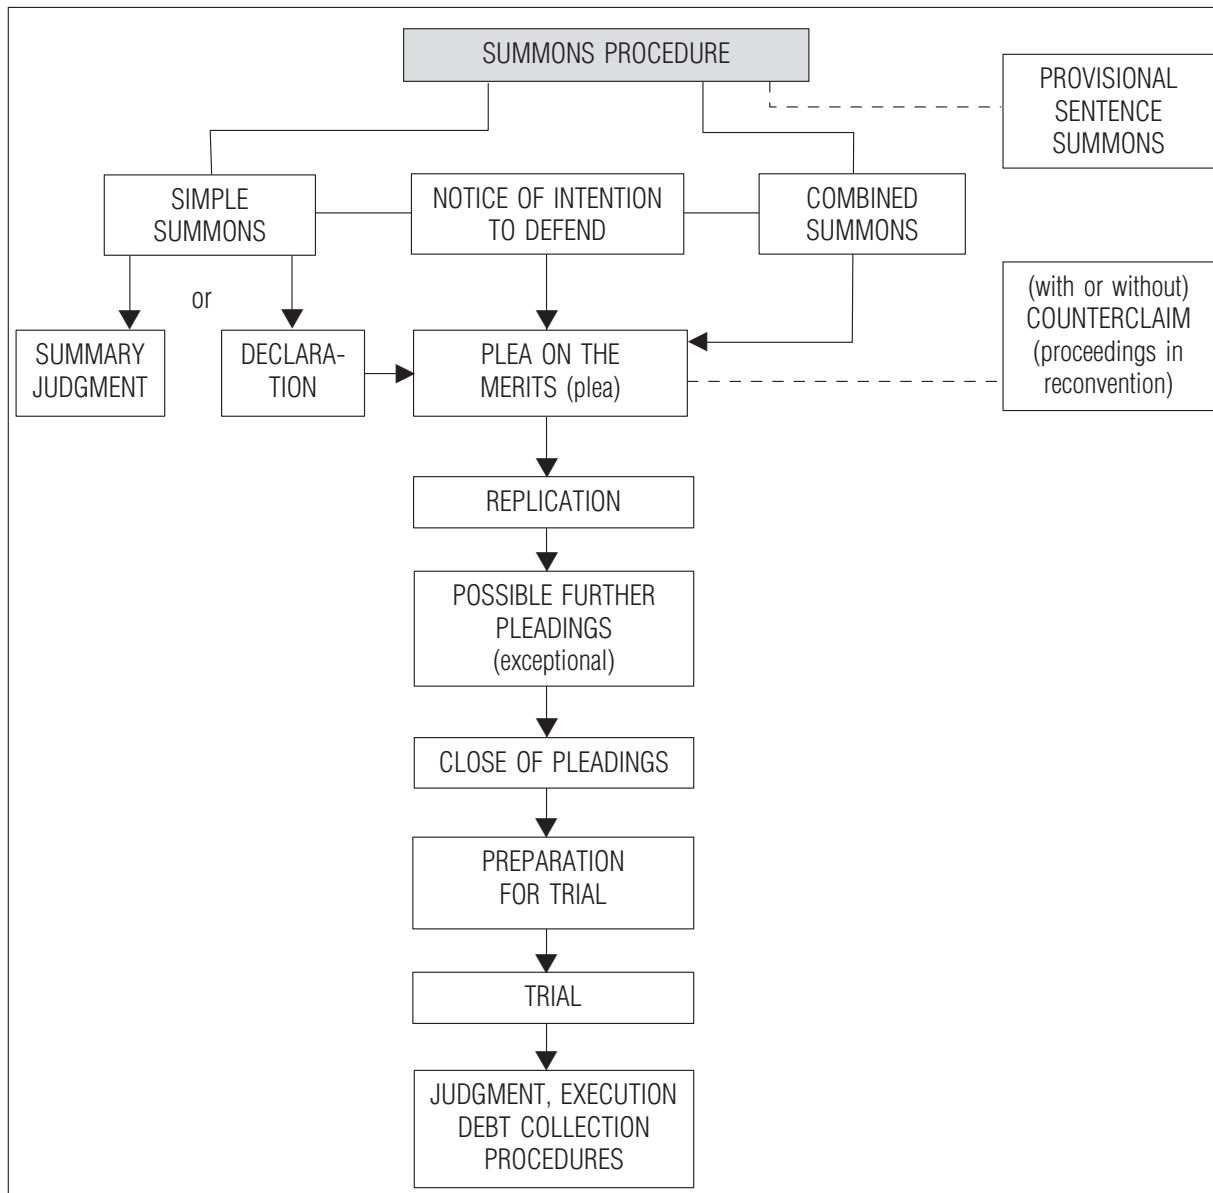 SUMMONS PROCEDURE
PROVISIONAL
SENTENCE
SUMMONS
SIMPLE
SUMMONS
NOTICE OF INTENTION
TO DEFEND
COMBINED
SUMMONS
or
(with or without)
COUNTERCLAIM
(proceedings in
reconvention)
SUMMARY
JUDGMENT
DECLARA-
TION
PLEA ON THE
MERITS (plea)
REPLICATION
POSSIBLE FURTHER
PLEADINGS
(exceptional)
CLOSE OF PLEADINGS
PREPARATION
FOR TRIAL
TRIAL
JUDGMENT, EXECUTION
DEBT COLLECTION
PROCEDURES